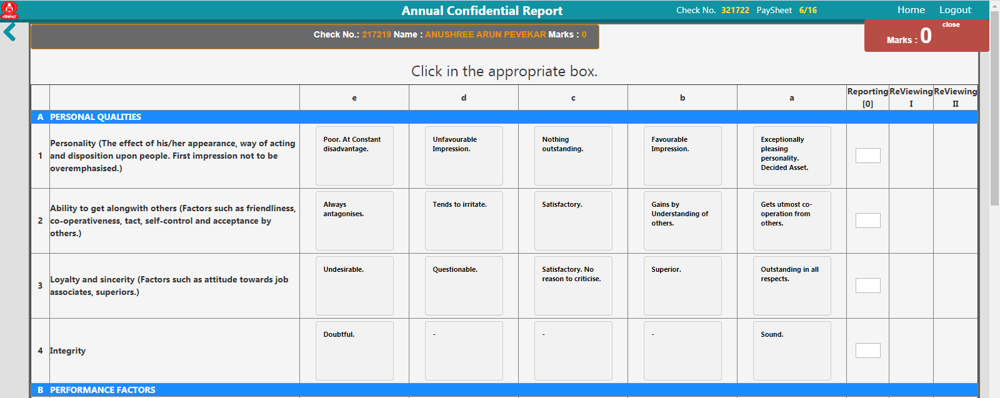 Annual Confidential Report
Check No. 321722 PaySheet 6/16
Home Logout
Check No.: 217219 Name : ANUSHREE ARUN PEVEKAR Marks : 0
close
Marks : 0
Click in the appropriate box.
e d c b a Reporting [0] ReViewing I ReViewing II
A PERSONAL QUALITIES
1
Personality (The effect of his/her appearance, way of acting
and disposition upon people. First impression not to be
overemphasised.)
Poor. At Constant
disadvantage.
Unfavourable
Impression.
Nothing
outstanding.
Favourable
Impression.
Exceptionally
pleasing
personality.
Decided Asset.
2
Ability to get alongwith others (Factors such as friendliness,
co-operativeness, tact, self-control and acceptance by
others.)
Always
antagonises.
Tends to irritate.
Satisfactory.
Gains by
Understanding of
others.
Gets utmost co-
operation from
others.
3
Loyalty and sincerity (Factors such as attitude towards job
associates, superiors.)
Undesirable.
Questionable.
Satisfactory. No
reason to criticise.
Superior.
Outstanding in all
respects.
4
Integrity
Doubtful.
-
-
-
Sound.
B PERFORMANCE FACTORS